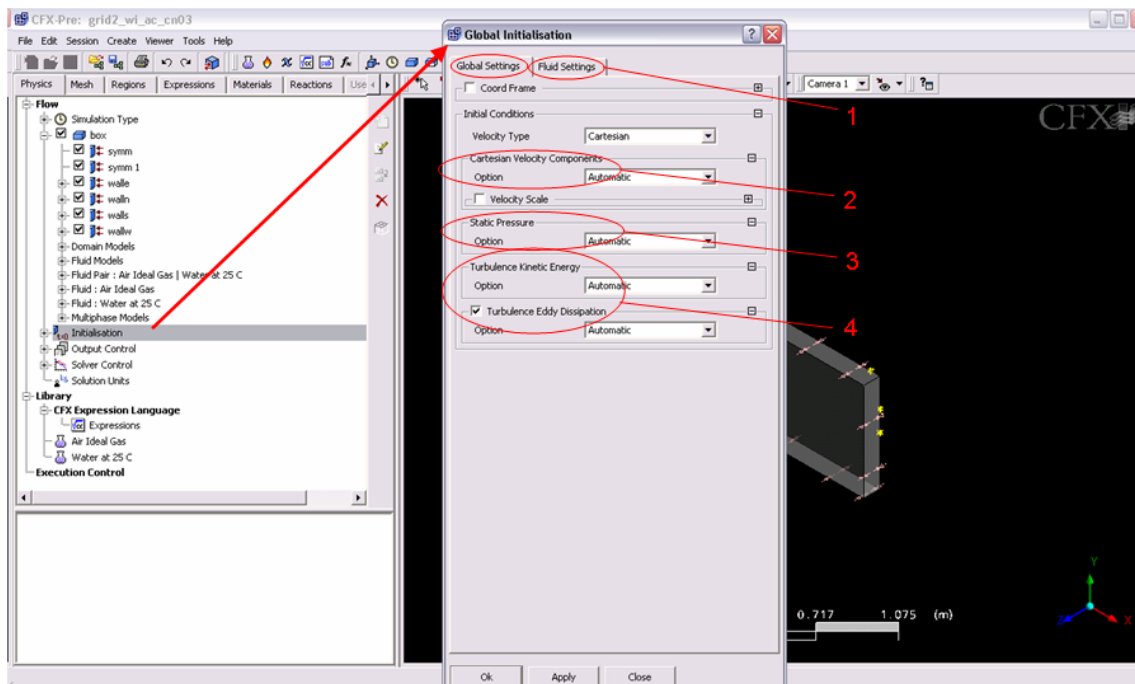 CFX-Pre: grid2_wi_ac_cn03
File Edit Session Create Viewer Tools Help
Physics Mesh Regions Expressions Materials Reactions Use
Flow
Simulation Type
box
symm
symm 1
walle
walln
walls
wallw
Domain Models
Fluid Models
Fluid Pair : Air Ideal Gas | Water at 25 C
Fluid : Air Ideal Gas
Fluid : Water at 25 C
Multiphase Models
Initialisation
Output Control
Solver Control
Solution Units
Library
CFX Expression Language
Expressions
Air Ideal Gas
Water at 25 C
Execution Control
Global Initialisation
Global Settings Fluid Settings
Coord Frame
Initial Conditions
Velocity Type Cartesian
Cartesian Velocity Components
Option Automatic
Velocity Scale
Static Pressure
Option Automatic
Turbulence Kinetic Energy
Option Automatic
Turbulence Eddy Dissipation
Option Automatic
Ok Apply Close
1
2
3
4
Camera 1
CFX
0.717 1.075 (m)
Y
Z X